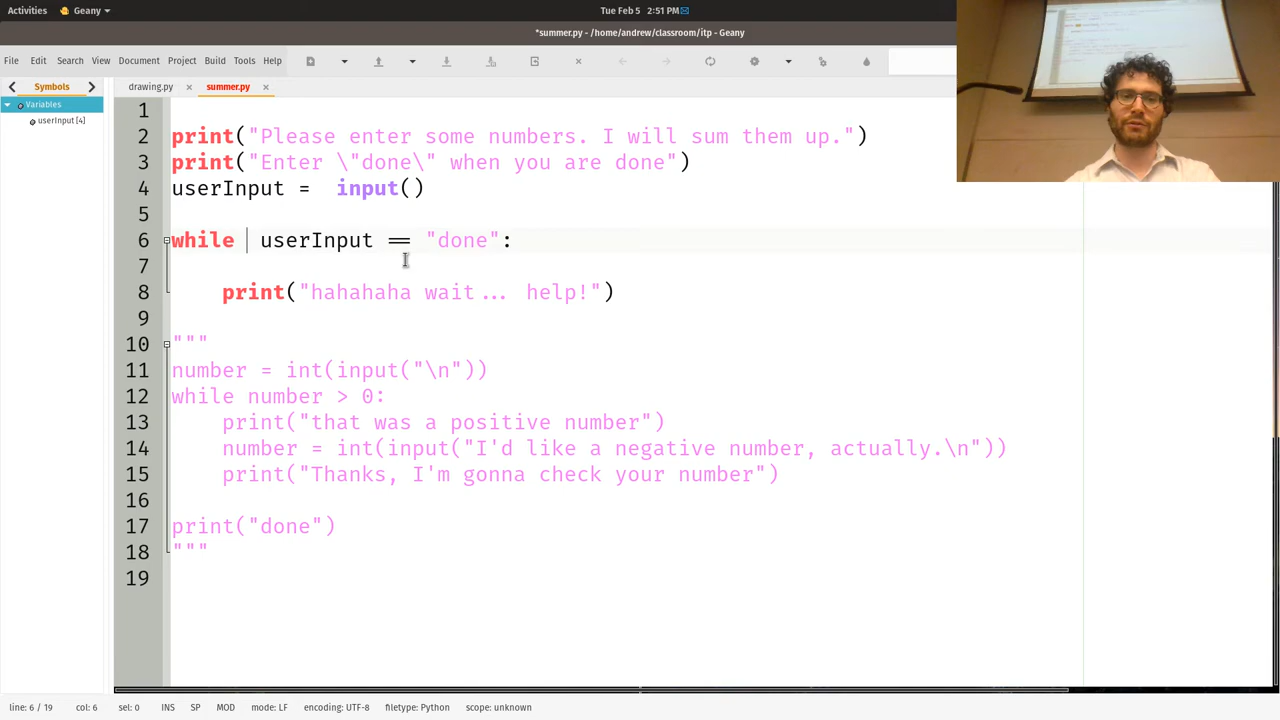 Activities Geany Tue Feb 5 2:51 PM
*summer.py - /home/andrew/classroom/itp - Geany
File Edit Search View Document Project Build Tools Help
Symbols drawing.py summer.py
Variables
userInput [4]
1
2 print("Please enter some numbers. I will sum them up.")
3 print("Enter \"done\" when you are done")
4 userInput =  input()
5
6 while  userInput == "done":
7
8     print("hahahaha wait... help!")
9
10 """
11 number = int(input("\n"))
12 while number > 0:
13     print("that was a positive number")
14     number = int(input("I'd like a negative number, actually.\n"))
15     print("Thanks, I'm gonna check your number")
16
17 print("done")
18 """
19
line: 6 / 19 col: 6 sel: 0 INS SP MOD mode: LF encoding: UTF-8 filetype: Python scope: unknown